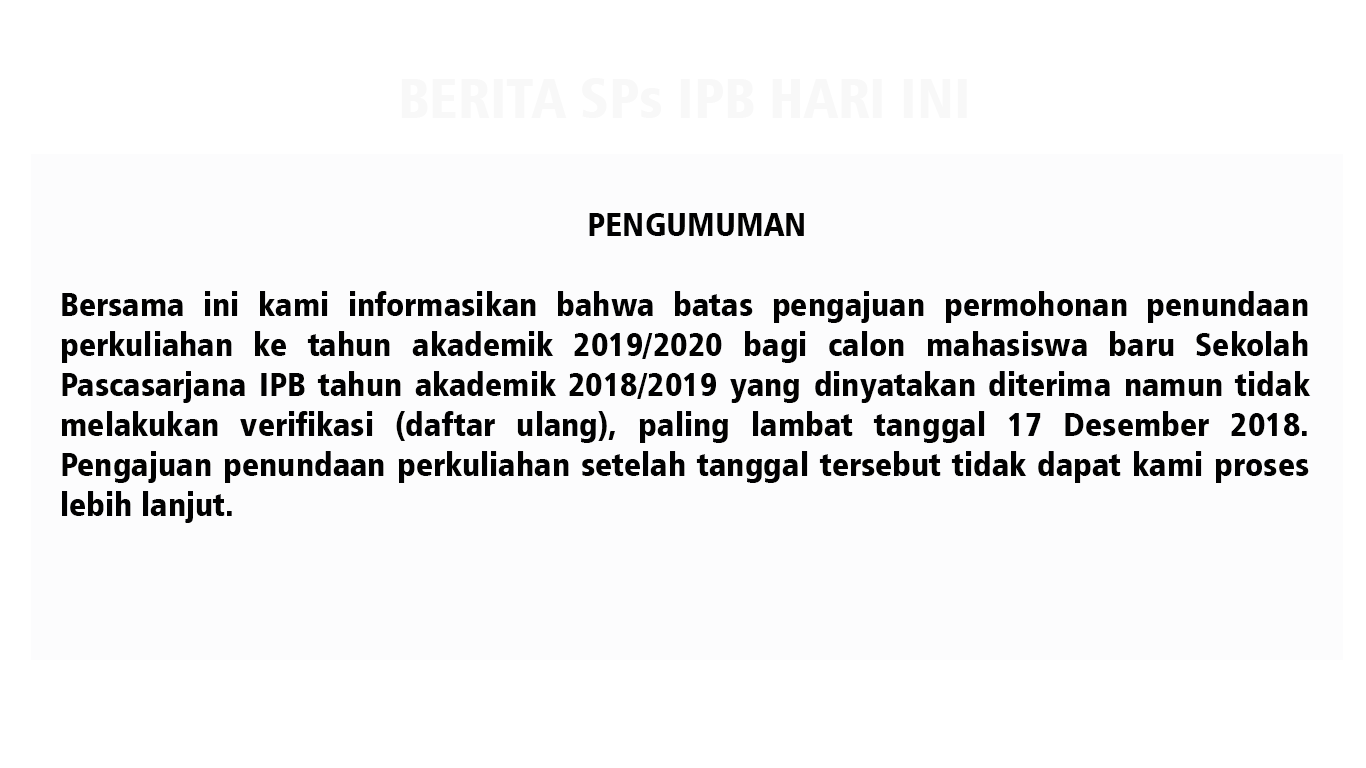 BERITA SPs IPB HARI INI
PENGUMUMAN
Bersama ini kami informasikan bahwa batas pengajuan permohonan penundaan
perkuliahan ke tahun akademik 2019/2020 bagi calon mahasiswa baru Sekolah
Pascasarjana IPB tahun akademik 2018/2019 yang dinyatakan diterima namun tidak
melakukan verifikasi (daftar ulang), paling lambat tanggal 17 Desember 2018.
Pengajuan penundaan perkuliahan setelah tanggal tersebut tidak dapat kami proses
lebih lanjut.